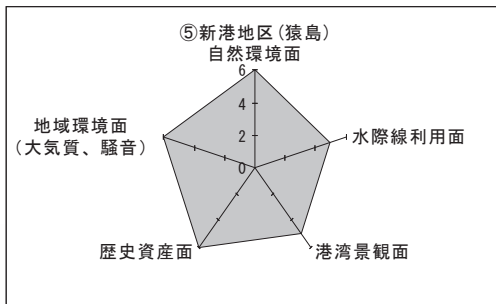 ⑤新港地区(猿島)
自然環境面
6
4
2
0
水際線利用面
港湾景観面
歴史資産面
地域環境面
(大気質、騒音)